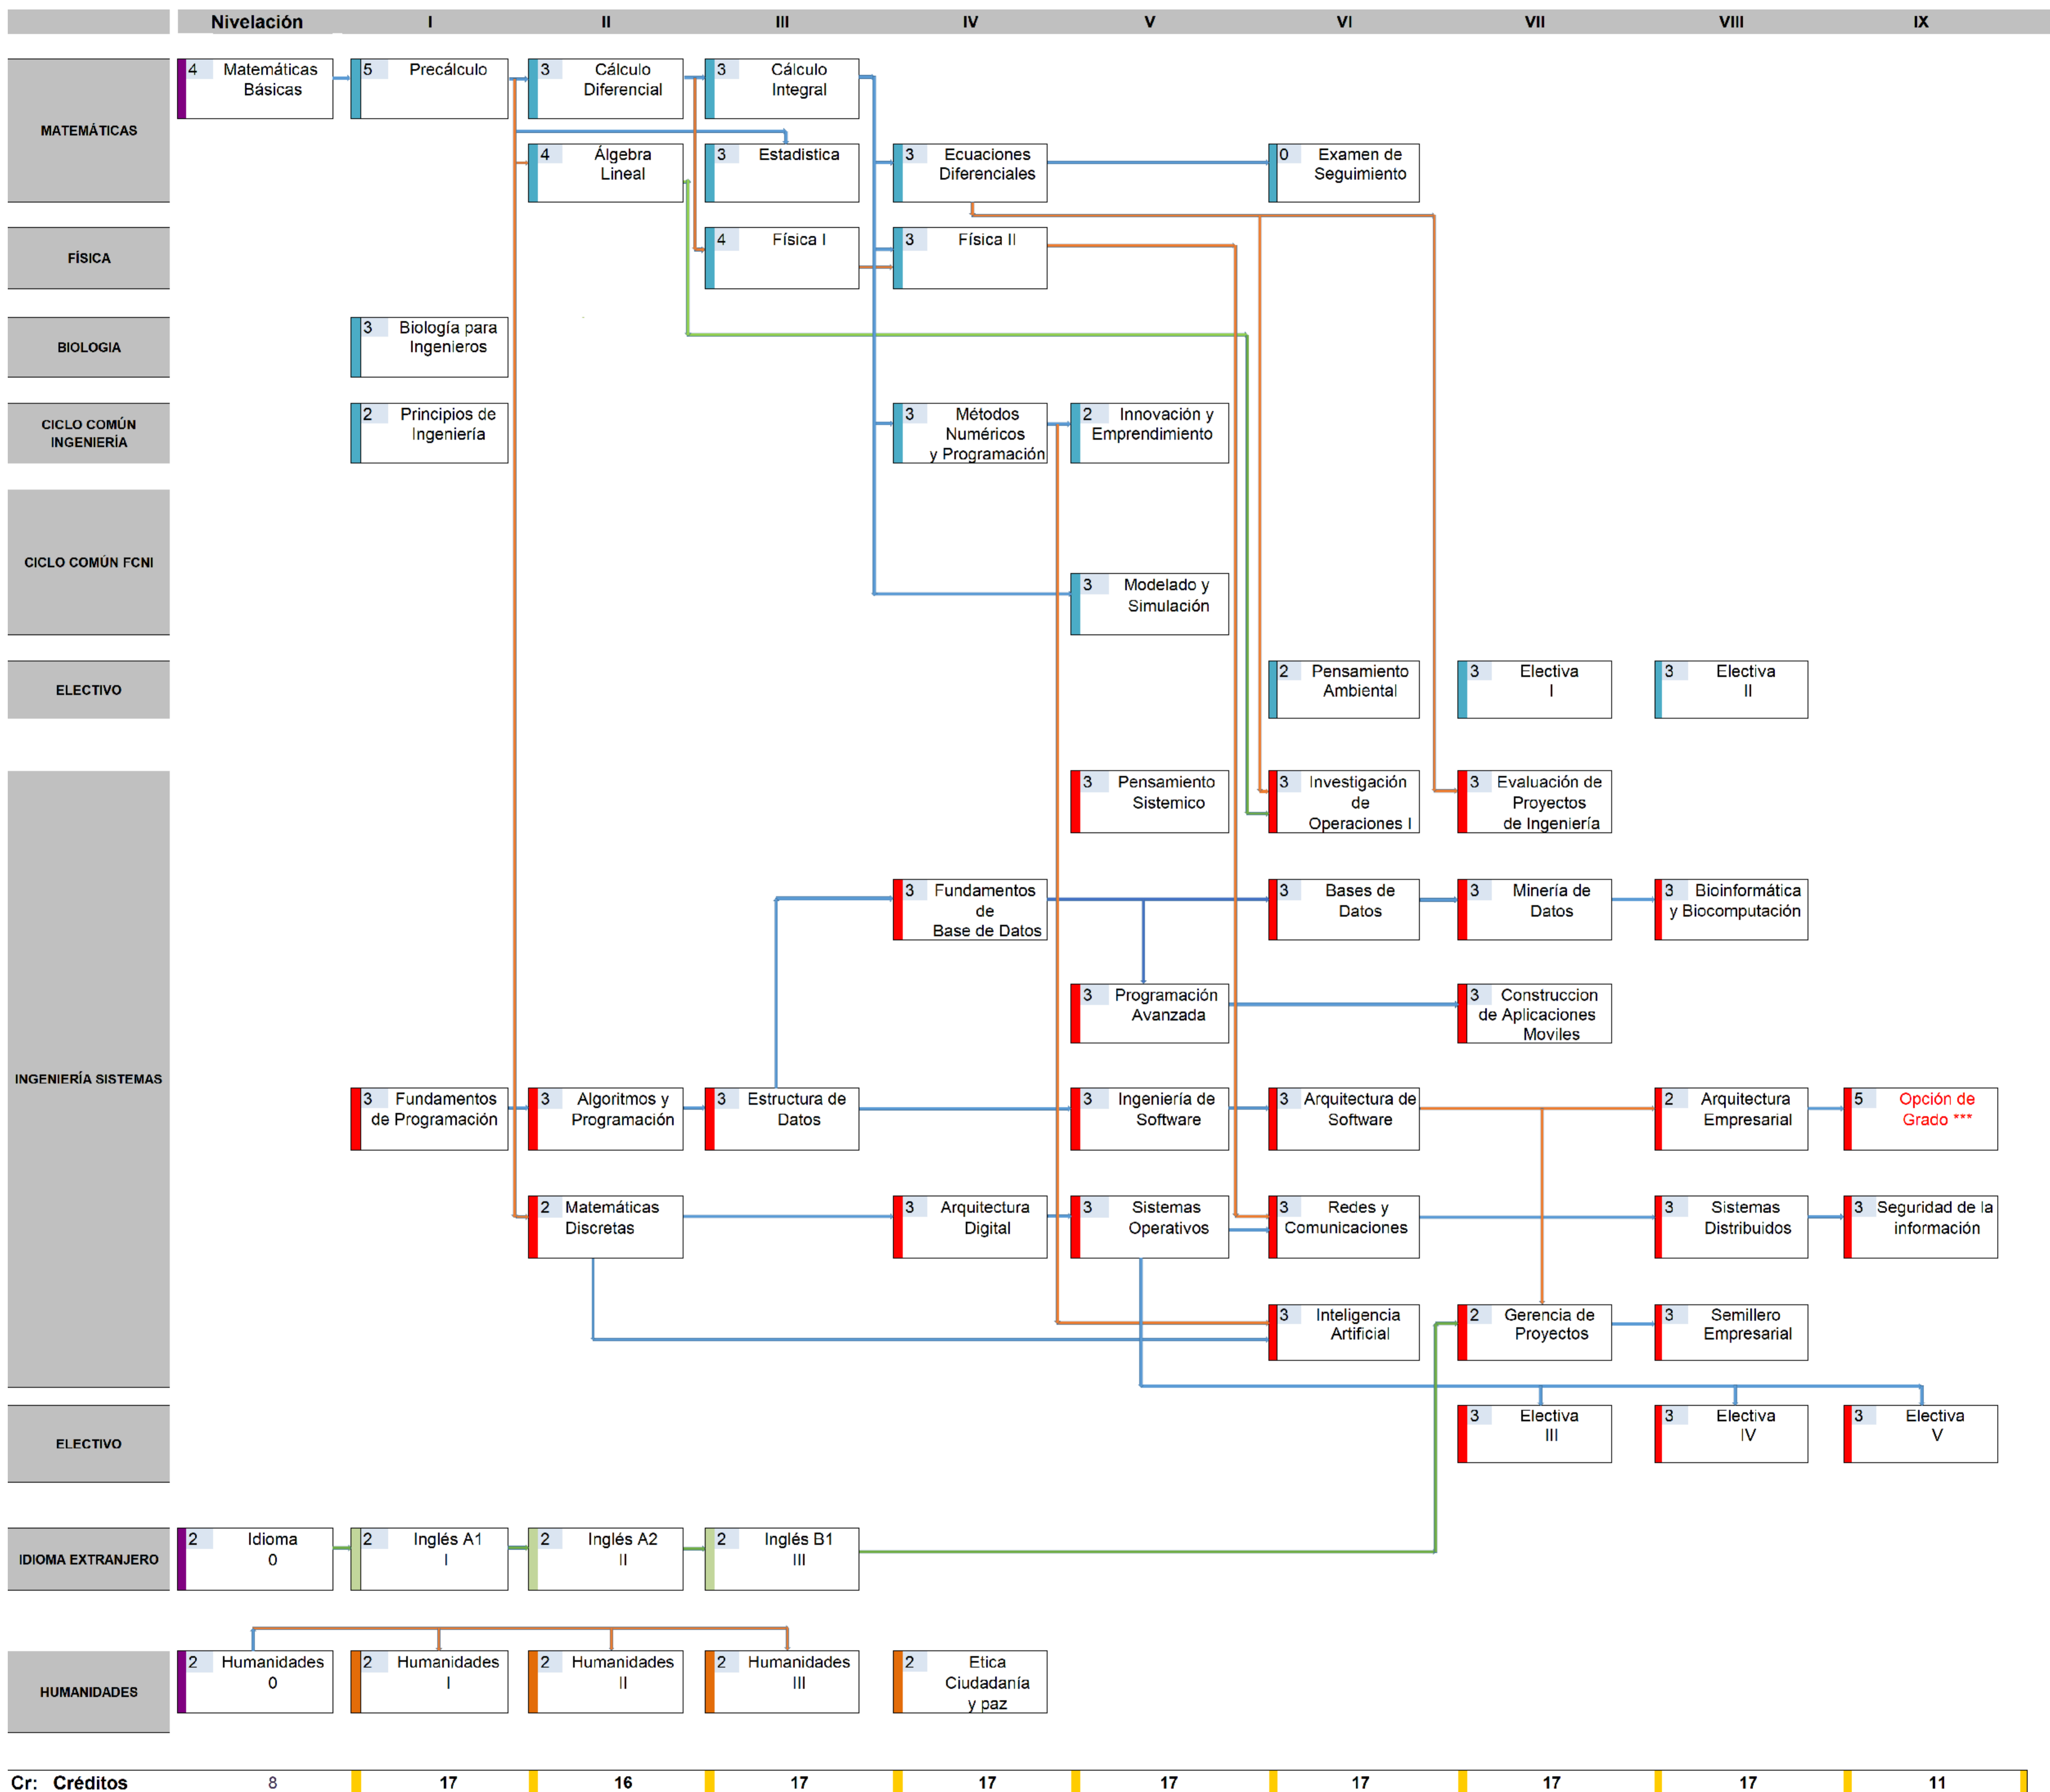 Nivelación I II III IV V VI VII VIII IX
MATEMÁTICAS
4 Matemáticas
Básicas
5 Precálculo
3 Cálculo
Diferencial
3 Cálculo
Integral
4 Álgebra
Lineal
3 Estadistica
3 Ecuaciones
Diferenciales
0 Examen de
Seguimiento
FÍSICA
4 Física I
3 Física II
BIOLOGIA
3 Biología para
Ingenieros
CICLO COMÚN
INGENIERÍA
2 Principios de
Ingeniería
3 Métodos
Numéricos
y Programación
2 Innovación y
Emprendimiento
CICLO COMÚN FCNI
3 Modelado y
Simulación
ELECTIVO
2 Pensamiento
Ambiental
3 Electiva
I
3 Electiva
II
INGENIERÍA SISTEMAS
3 Pensamiento
Sistemico
3 Investigación
de
Operaciones I
3 Evaluación de
Proyectos
de Ingeniería
3 Fundamentos
de
Base de Datos
3 Bases de
Datos
3 Minería de
Datos
3 Bioinformática
y Biocomputación
3 Programación
Avanzada
3 Construccion
de Aplicaciones
Moviles
3 Fundamentos
de Programación
3 Algoritmos y
Programación
3 Estructura de
Datos
3 Ingeniería de
Software
3 Arquitectura de
Software
2 Arquitectura
Empresarial
5 Opción de
Grado ***
2 Matemáticas
Discretas
3 Arquitectura
Digital
3 Sistemas
Operativos
3 Redes y
Comunicaciones
3 Sistemas
Distribuidos
3 Seguridad de la
información
3 Inteligencia
Artificial
2 Gerencia de
Proyectos
3 Semillero
Empresarial
ELECTIVO
3 Electiva
III
3 Electiva
IV
3 Electiva
V
IDIOMA EXTRANJERO
2 Idioma
0
2 Inglés A1
I
2 Inglés A2
II
2 Inglés B1
III
HUMANIDADES
2 Humanidades
0
2 Humanidades
I
2 Humanidades
II
2 Humanidades
III
2 Etica
Ciudadanía
y paz
Cr: Créditos 8 17 16 17 17 17 17 17 17 11